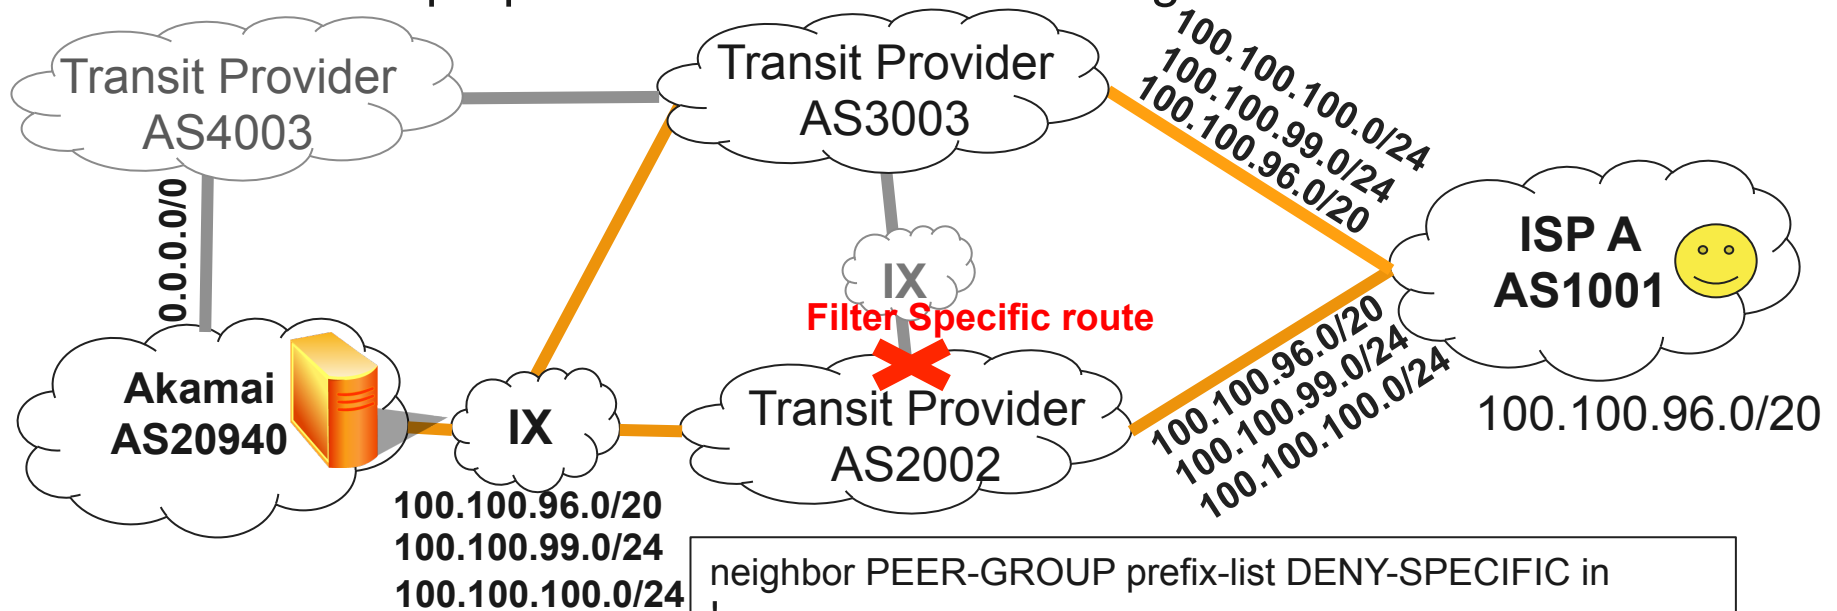 Transit Provider
AS4003
Transit Provider
AS3003
100.100.100.0/24
100.100.99.0/24
100.100.96.0/20
0.0.0.0/0
IX
ISP A
AS1001
Filter Specific route
Akamai
AS20940
IX
Transit Provider
AS2002
100.100.96.0/20
100.100.99.0/24
100.100.100.0/24
100.100.96.0/20
100.100.96.0/20
100.100.99.0/24
100.100.100.0/24
neighbor PEER-GROUP prefix-list DENY-SPECIFIC in